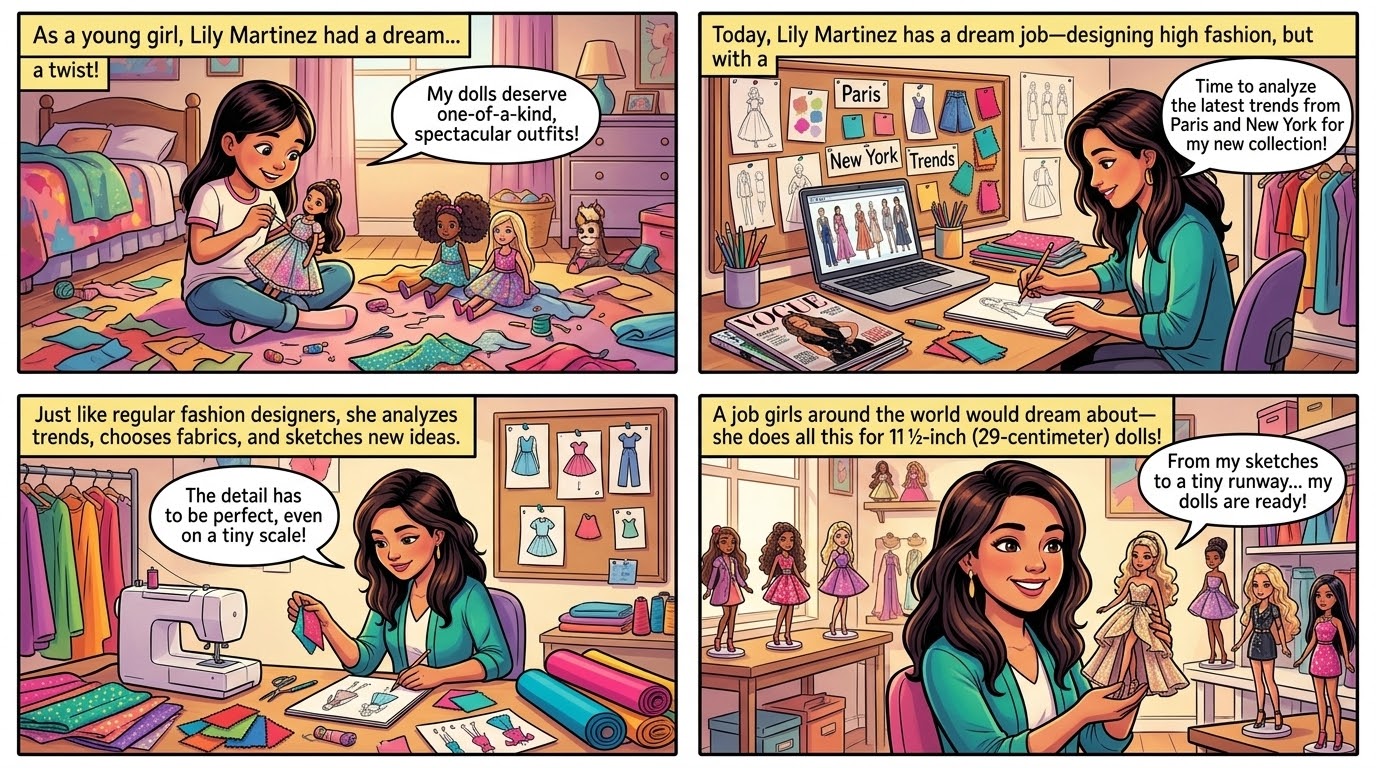 As a young girl, Lily Martinez had a dream...
a twist!
My dolls deserve
one-of-a-kind,
spectacular outfits!
Today, Lily Martinez has a dream job—designing high fashion, but
with a
Time to analyze
the latest trends from
Paris and New York for
my new collection!
Paris
New York
Trends
VOGUE
Just like regular fashion designers, she analyzes
trends, chooses fabrics, and sketches new ideas.
The detail has
to be perfect, even
on a tiny scale!
A job girls around the world would dream about—
she does all this for 11 ½-inch (29-centimeter) dolls!
From my sketches
to a tiny runway... my
dolls are ready!